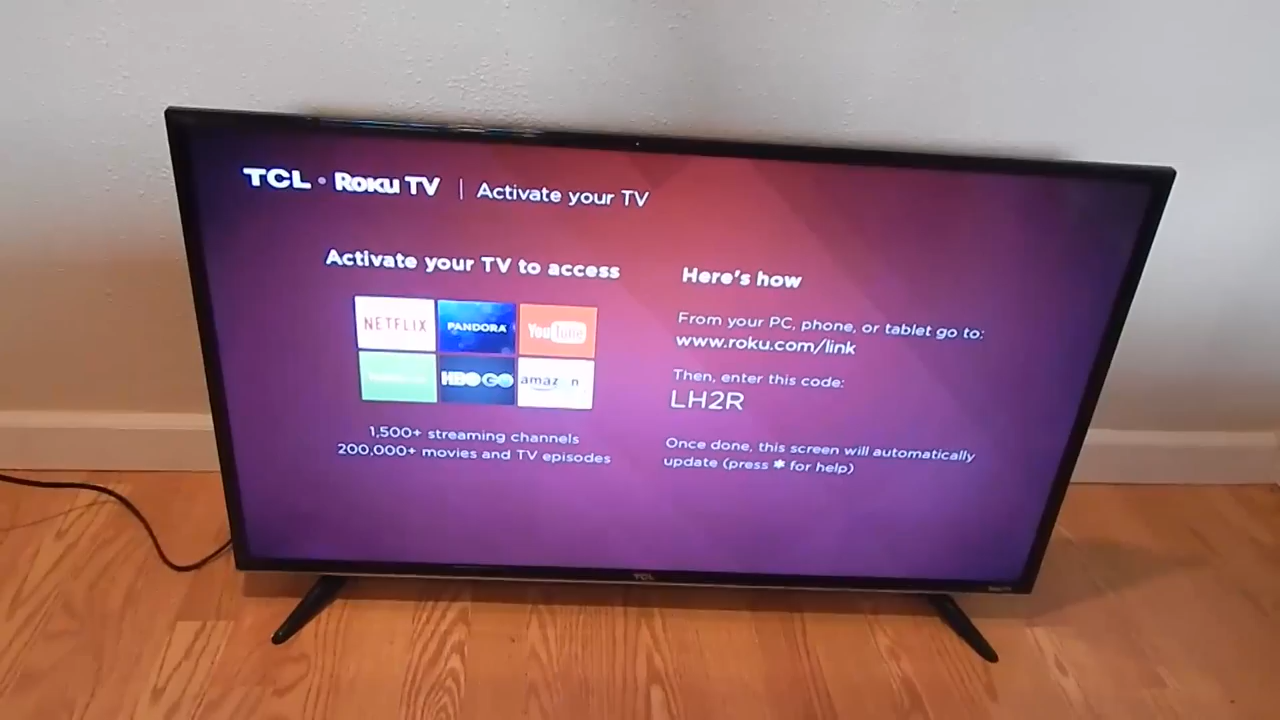 TCL • Roku TV | Activate your TV
Activate your TV to access
NETFLIX
PANDORA
YouTube
HBO GO
amazon
1,500+ streaming channels
200,000+ movies and TV episodes
Here's how
From your PC, phone, or tablet go to:
www.roku.com/link
Then, enter this code:
LH2R
Once done, this screen will automatically
update (press * for help)
TCL